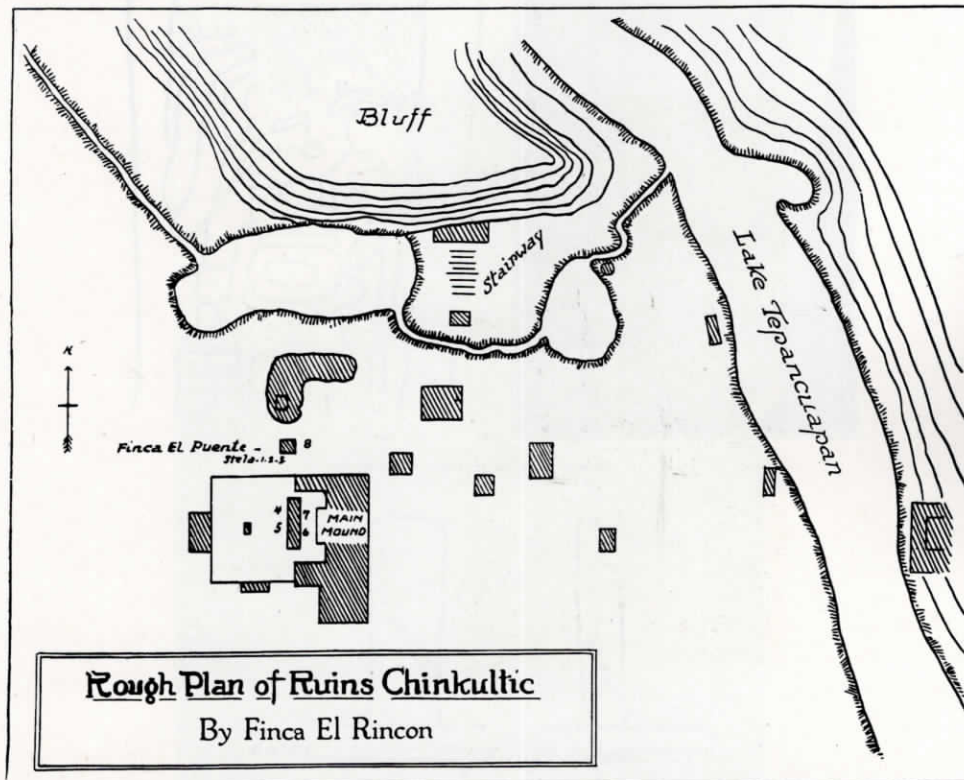 Bluff
Stairway
Lake Tepancuapan
N
Finca El Puente -
Stela-1-2-3
8
4
7
5
6
MAIN
MOUND
Rough Plan of Ruins Chinkultic
By Finca El Rincon